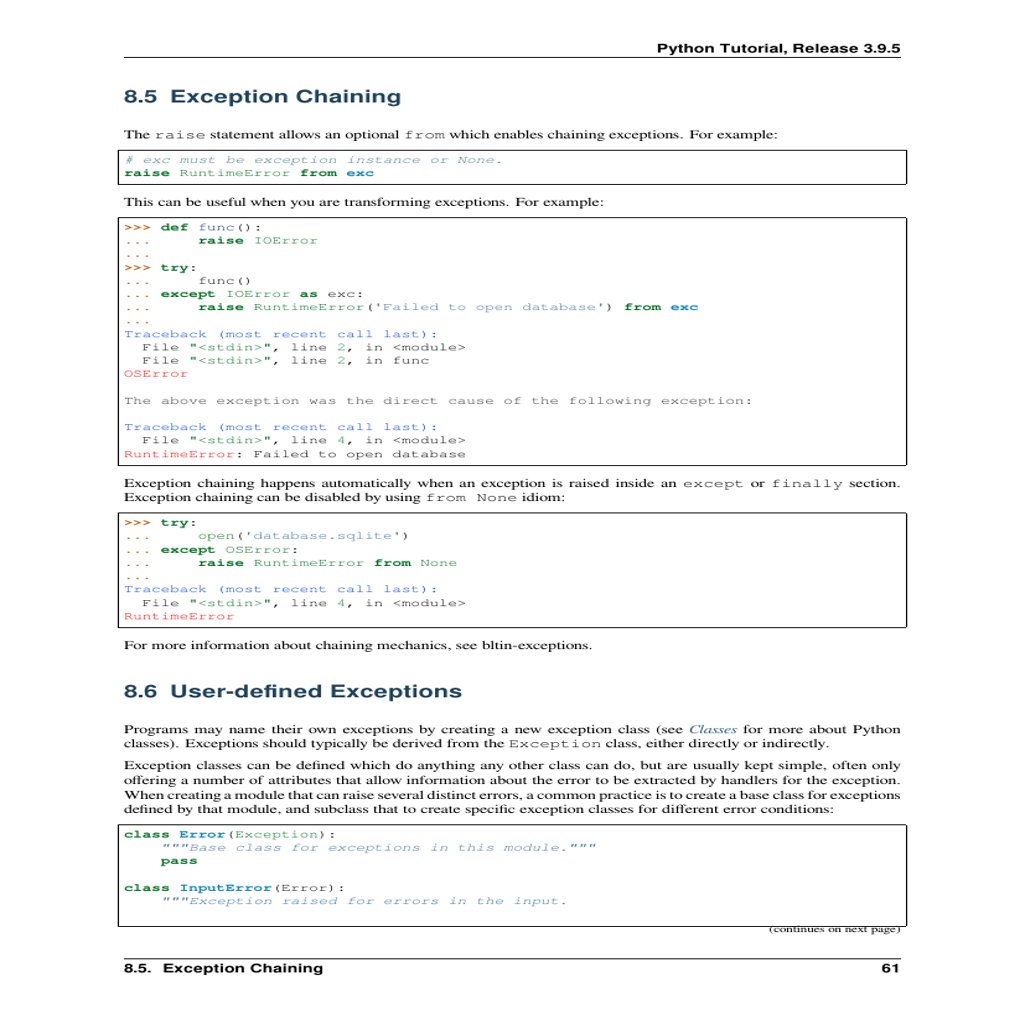 Python Tutorial, Release 3.9.5
8.5 Exception Chaining
The raise statement allows an optional from which enables chaining exceptions. For example:
# exc must be exception instance or None.
raise RuntimeError from exc
This can be useful when you are transforming exceptions. For example:
>>> def func():
...     raise IOError
...
>>> try:
...     func()
... except IOError as exc:
...     raise RuntimeError('Failed to open database') from exc
...
Traceback (most recent call last):
  File "<stdin>", line 2, in <module>
  File "<stdin>", line 2, in func
OSError
The above exception was the direct cause of the following exception:
Traceback (most recent call last):
  File "<stdin>", line 4, in <module>
RuntimeError: Failed to open database
Exception chaining happens automatically when an exception is raised inside an except or finally section.
Exception chaining can be disabled by using from None idiom:
>>> try:
...     open('database.sqlite')
... except OSError:
...     raise RuntimeError from None
...
Traceback (most recent call last):
  File "<stdin>", line 4, in <module>
RuntimeError
For more information about chaining mechanics, see bltin-exceptions.
8.6 User-defined Exceptions
Programs may name their own exceptions by creating a new exception class (see Classes for more about Python
classes). Exceptions should typically be derived from the Exception class, either directly or indirectly.
Exception classes can be defined which do anything any other class can do, but are usually kept simple, often only
offering a number of attributes that allow information about the error to be extracted by handlers for the exception.
When creating a module that can raise several distinct errors, a common practice is to create a base class for exceptions
defined by that module, and subclass that to create specific exception classes for different error conditions:
class Error(Exception):
    """Base class for exceptions in this module."""
    pass
class InputError(Error):
    """Exception raised for errors in the input.
(continues on next page)
8.5. Exception Chaining 61